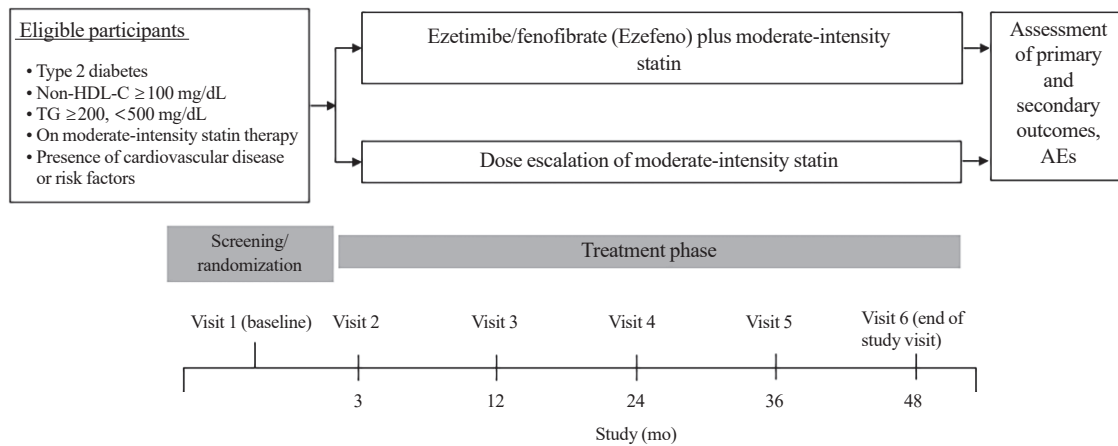 Eligible participants
• Type 2 diabetes
• Non-HDL-C ≥100 mg/dL
• TG ≥200, <500 mg/dL
• On moderate-intensity statin therapy
• Presence of cardiovascular disease
or risk factors
Ezetimibe/fenofibrate (Ezefeno) plus moderate-intensity
statin
Dose escalation of moderate-intensity statin
Assessment
of primary
and
secondary
outcomes,
AEs
Screening/
randomization
Treatment phase
Visit 1 (baseline)
Visit 2
Visit 3
Visit 4
Visit 5
Visit 6 (end of
study visit)
3
12
24
36
48
Study (mo)